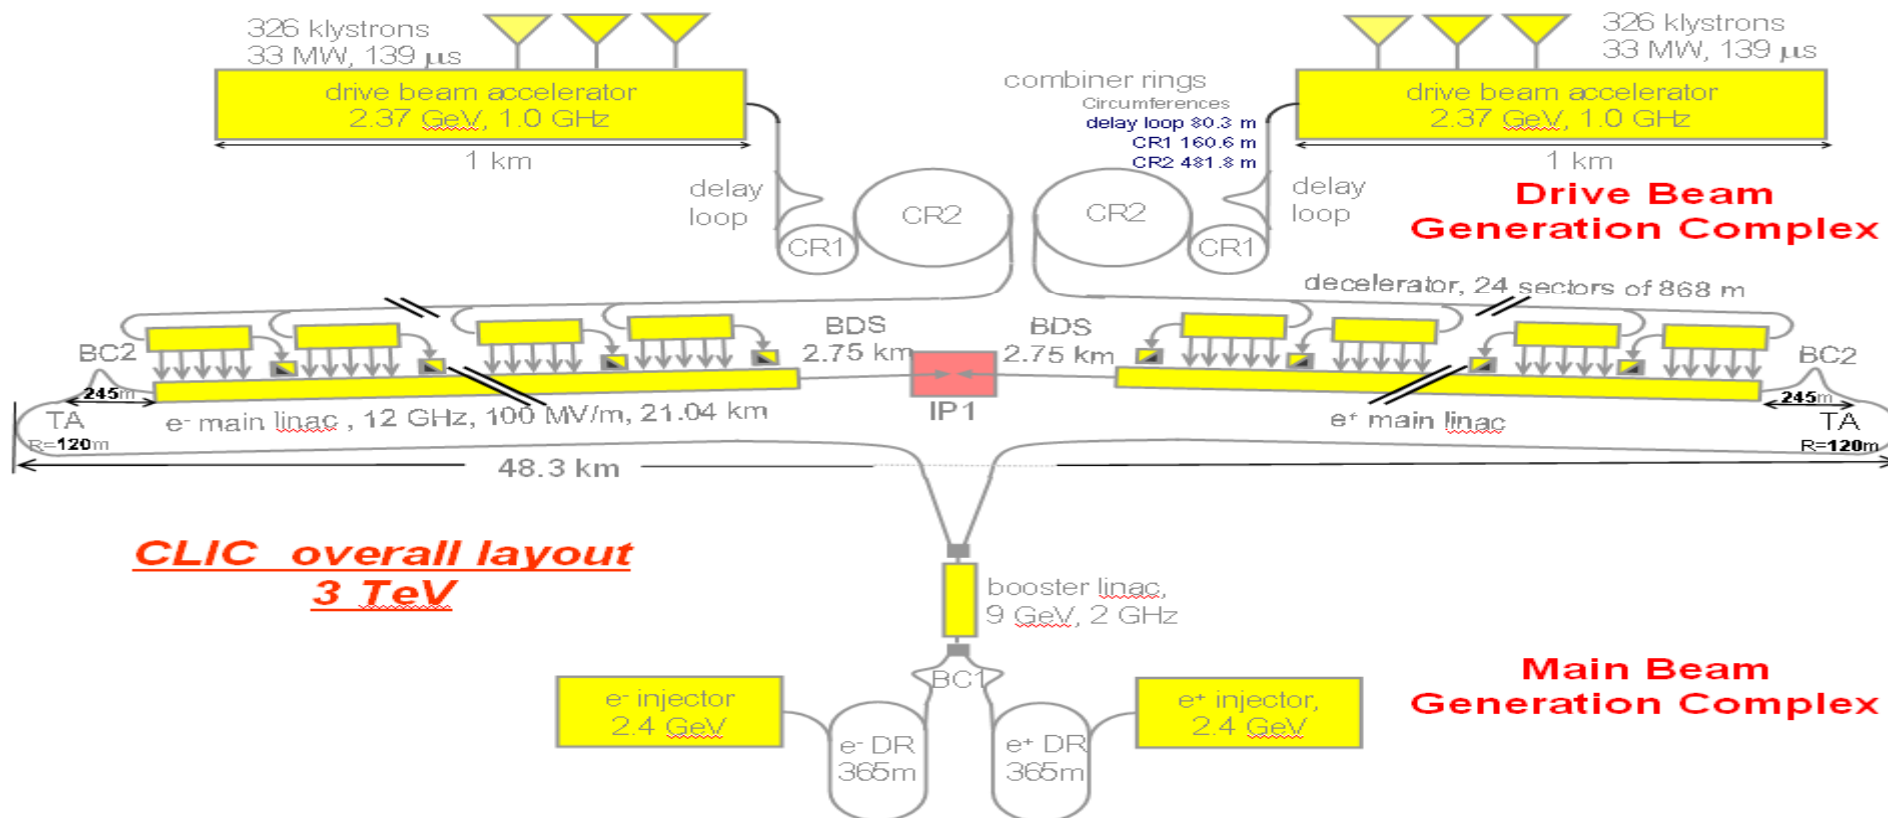 326 klystrons
33 MW, 139 μs
drive beam accelerator
2.37 GeV, 1.0 GHz
1 km
combiner rings
Circumferences
delay loop 80.3 m
CR1 160.6 m
CR2 481.8 m
326 klystrons
33 MW, 139 μs
drive beam accelerator
2.37 GeV, 1.0 GHz
1 km
delay
loop
CR1
CR2
CR2
CR1
delay
loop
Drive Beam
Generation Complex
decelerator, 24 sectors of 868 m
BDS
2.75 km
BDS
2.75 km
BC2
245m
TA
R=120m
e- main linac , 12 GHz, 100 MV/m, 21.04 km
IP1
e+ main linac
BC2
245m
TA
R=120m
48.3 km
CLIC overall layout
3 TeV
booster linac,
9 GeV, 2 GHz
BC1
e- injector
2.4 GeV
e+ injector,
2.4 GeV
e- DR
365m
e+ DR
365m
Main Beam
Generation Complex